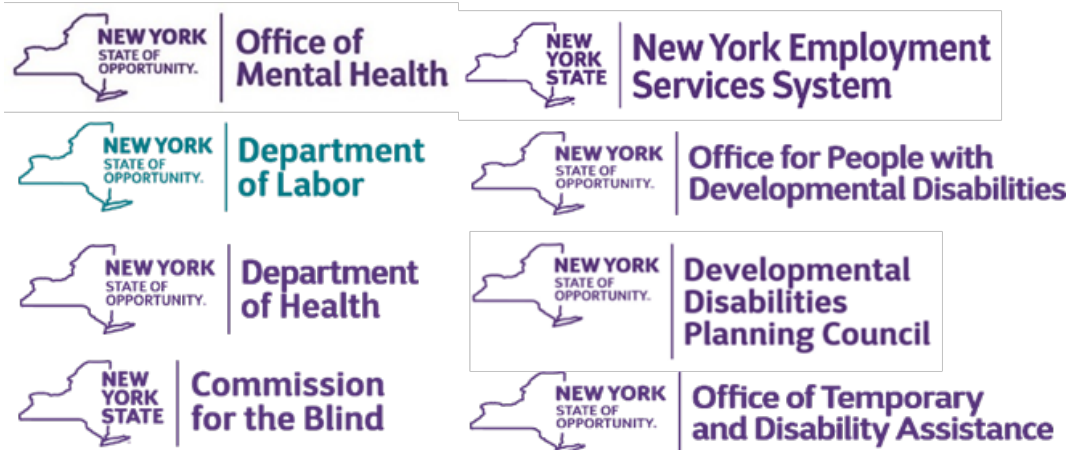 NEW YORK
STATE OF
OPPORTUNITY.
Office of
Mental Health
NEW
YORK
STATE
New York Employment
Services System
NEW YORK
STATE OF
OPPORTUNITY.
Department
of Labor
NEW YORK
STATE OF
OPPORTUNITY.
Office for People with
Developmental Disabilities
NEW YORK
STATE OF
OPPORTUNITY.
Department
of Health
NEW YORK
STATE OF
OPPORTUNITY.
Developmental
Disabilities
Planning Council
NEW
YORK
STATE
Commission
for the Blind
NEW YORK
STATE OF
OPPORTUNITY.
Office of Temporary
and Disability Assistance